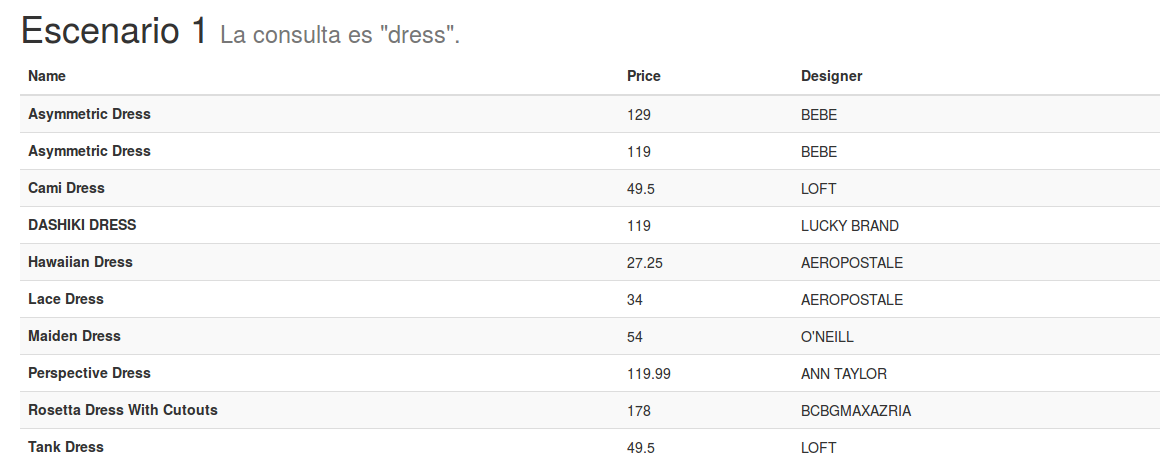 Escenario 1 La consulta es "dress".
Name Price Designer
Asymmetric Dress 129 BEBE
Asymmetric Dress 119 BEBE
Cami Dress 49.5 LOFT
DASHIKI DRESS 119 LUCKY BRAND
Hawaiian Dress 27.25 AEROPOSTALE
Lace Dress 34 AEROPOSTALE
Maiden Dress 54 O'NEILL
Perspective Dress 119.99 ANN TAYLOR
Rosetta Dress With Cutouts 178 BCBGMAXAZRIA
Tank Dress 49.5 LOFT